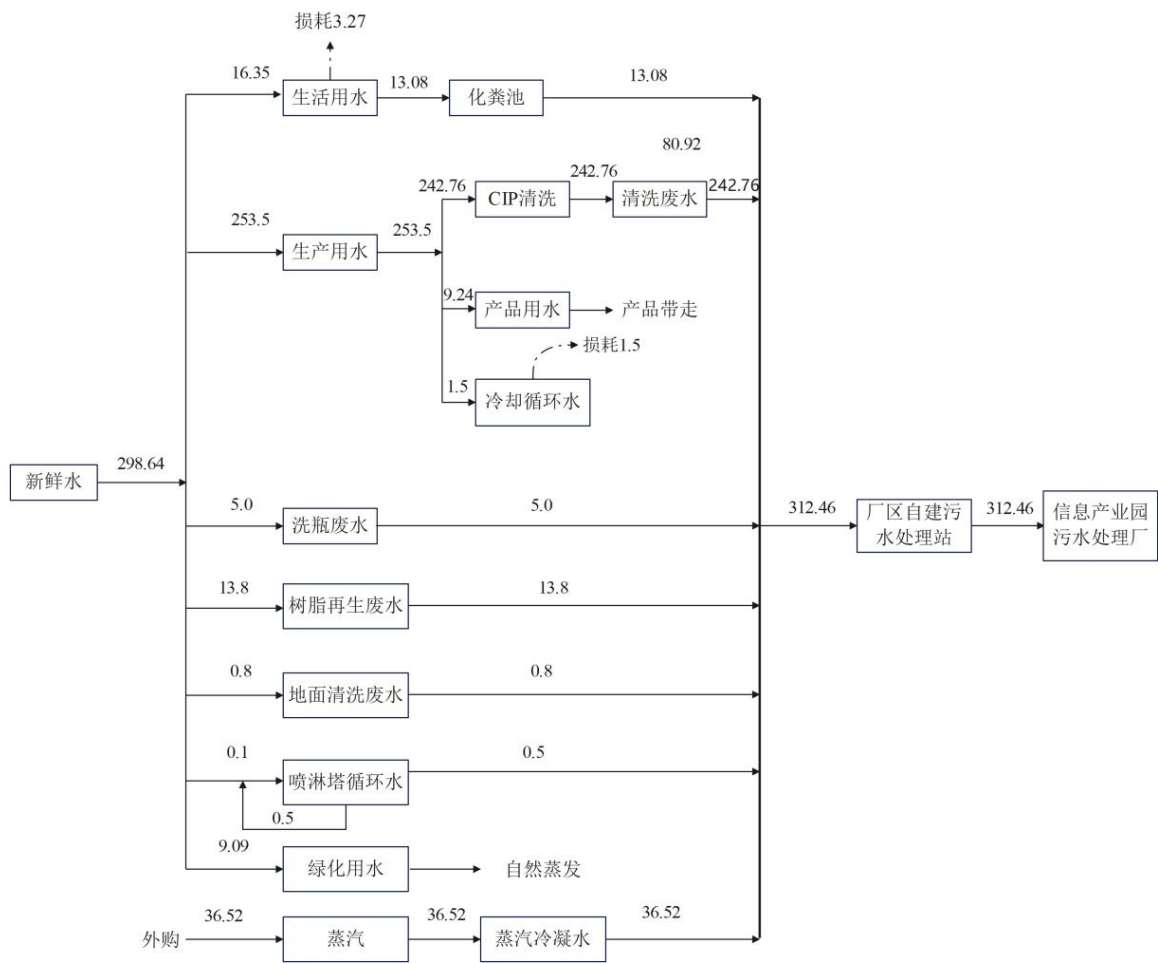 损耗3.27
16.35
生活用水
13.08
化粪池
13.08
80.92
242.76
CIP清洗
242.76
清洗废水
242.76
253.5
生产用水
253.5
9.24
产品用水
产品带走
损耗1.5
1.5
冷却循环水
新鲜水
298.64
5.0
洗瓶废水
5.0
312.46
厂区自建污
水处理站
312.46
信息产业园
污水处理厂
13.8
树脂再生废水
13.8
0.8
地面清洗废水
0.8
0.1
喷淋塔循环水
0.5
0.5
9.09
绿化用水
自然蒸发
外购
36.52
蒸汽
36.52
蒸汽冷凝水
36.52